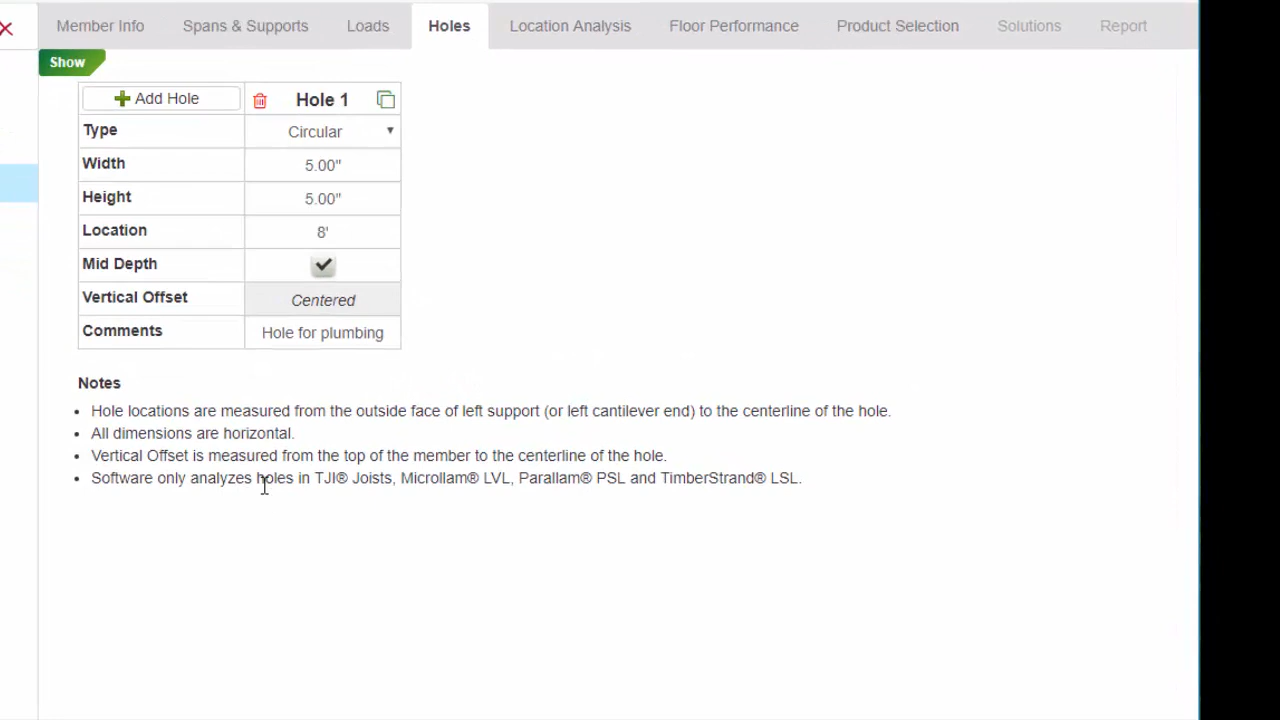 Member Info Spans & Supports Loads Holes Location Analysis Floor Performance Product Selection Solutions Report
Show
Add Hole Hole 1
Type Circular
Width 5.00"
Height 5.00"
Location 8'
Mid Depth
Vertical Offset Centered
Comments Hole for plumbing
Notes
• Hole locations are measured from the outside face of left support (or left cantilever end) to the centerline of the hole.
• All dimensions are horizontal.
• Vertical Offset is measured from the top of the member to the centerline of the hole.
• Software only analyzes holes in TJI® Joists, Microllam® LVL, Parallam® PSL and TimberStrand® LSL.